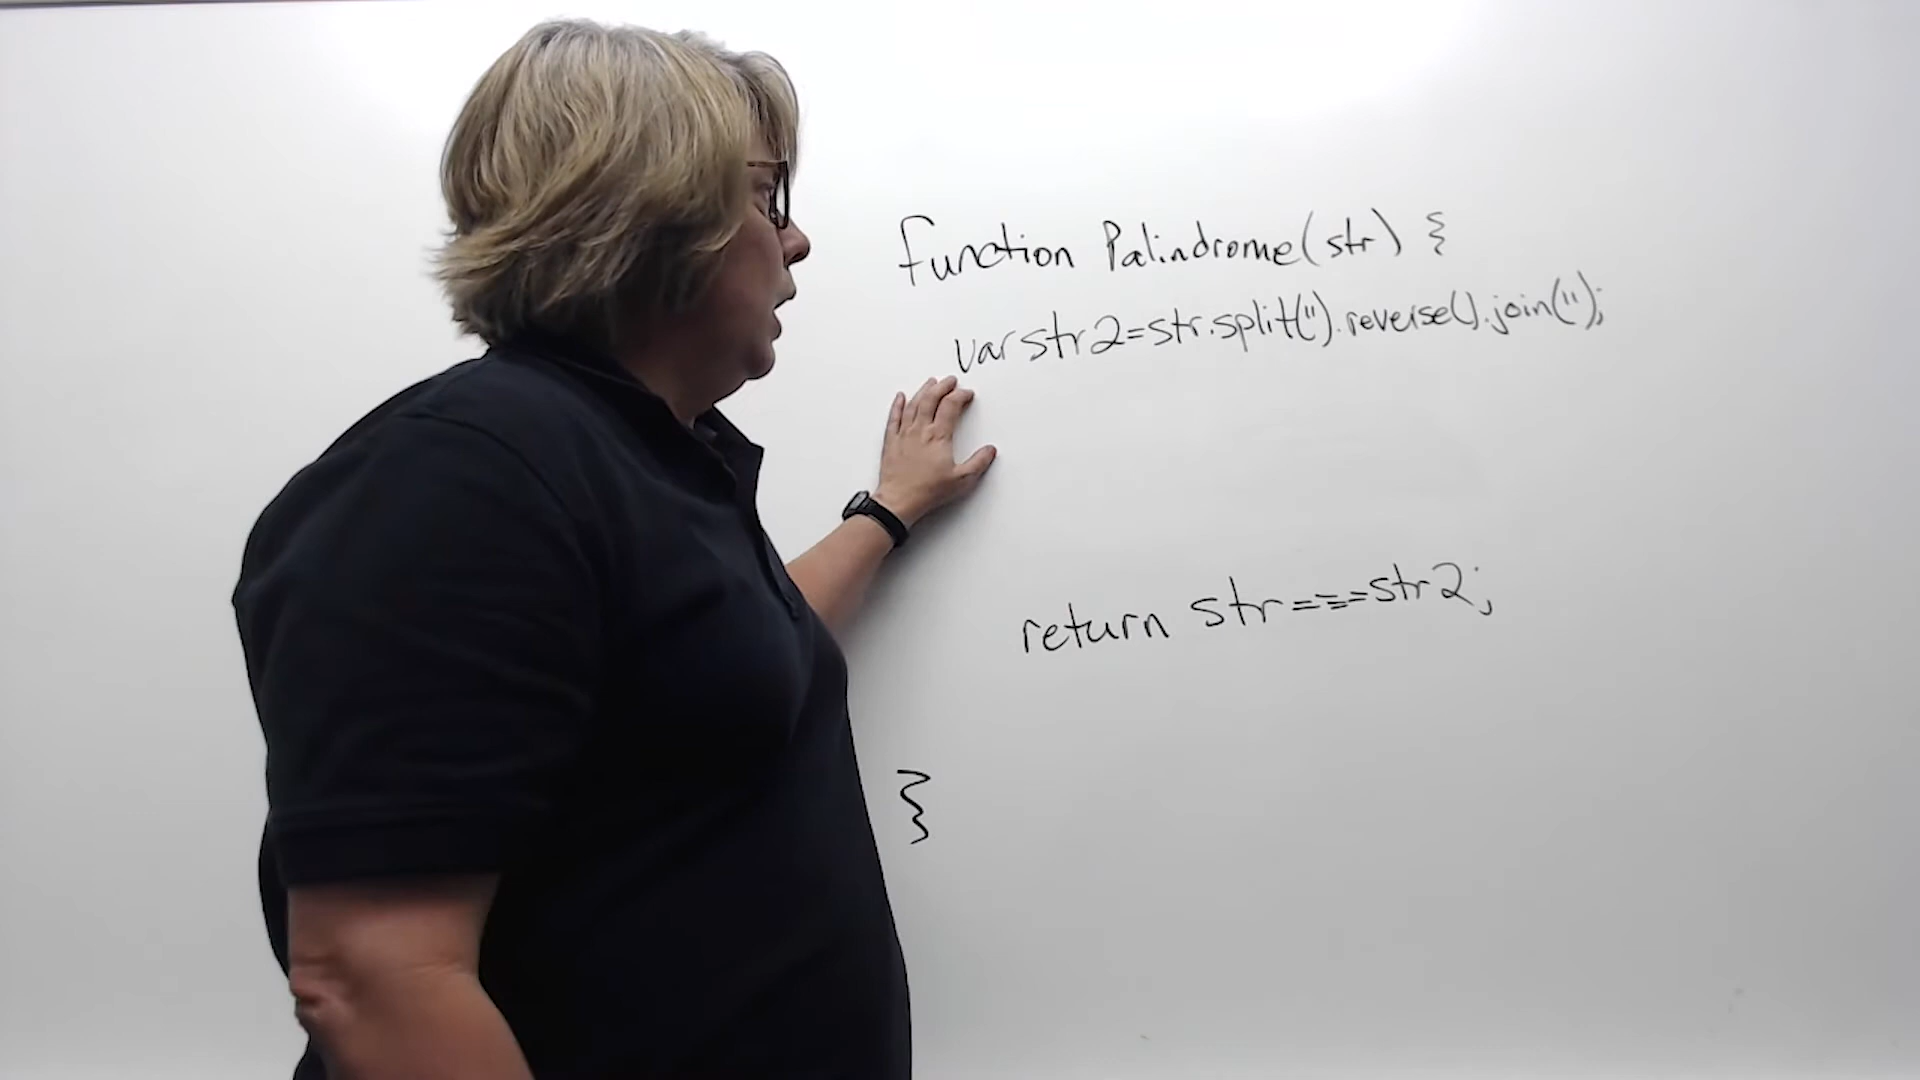 function Palindrome(str) {
var str2=str.split('').reverse().join('');
return str===str2;
}